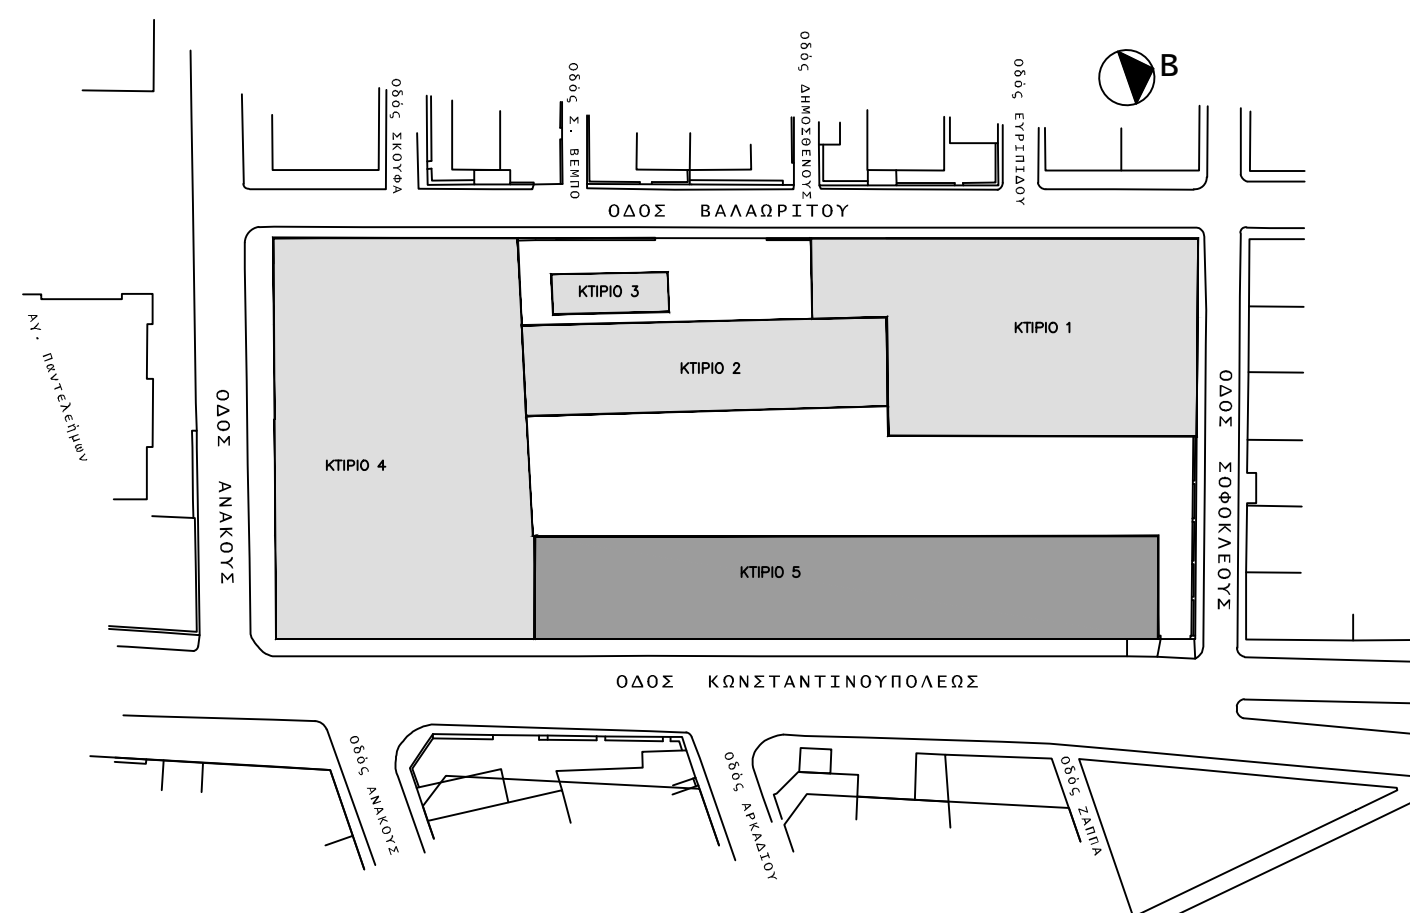 Οδός ΣΚΟΥΦΑ
Οδός Σ. ΒΕΜΠΟ
Οδός ΔΗΜΟΣΘΕΝΟΥΣ
Οδός ΕΥΡΙΠΙΔΟΥ
Β
ΟΔΟΣ ΒΑΛΑΩΡΙΤΟΥ
ΚΤΙΡΙΟ 3
ΚΤΙΡΙΟ 1
ΚΤΙΡΙΟ 2
ΑΥ. Παντελεήμων
ΟΔΟΣ ΑΝΑΚΟΥΣ
ΚΤΙΡΙΟ 4
ΟΔΟΣ ΣΟΦΟΚΛΕΟΥΣ
ΚΤΙΡΙΟ 5
ΟΔΟΣ ΚΩΝΣΤΑΝΤΙΝΟΥΠΟΛΕΩΣ
Οδός ΑΝΑΚΟΥΣ
Οδός ΑΡΚΑΔΙΟΥ
Οδός ΖΑΠΠΑ